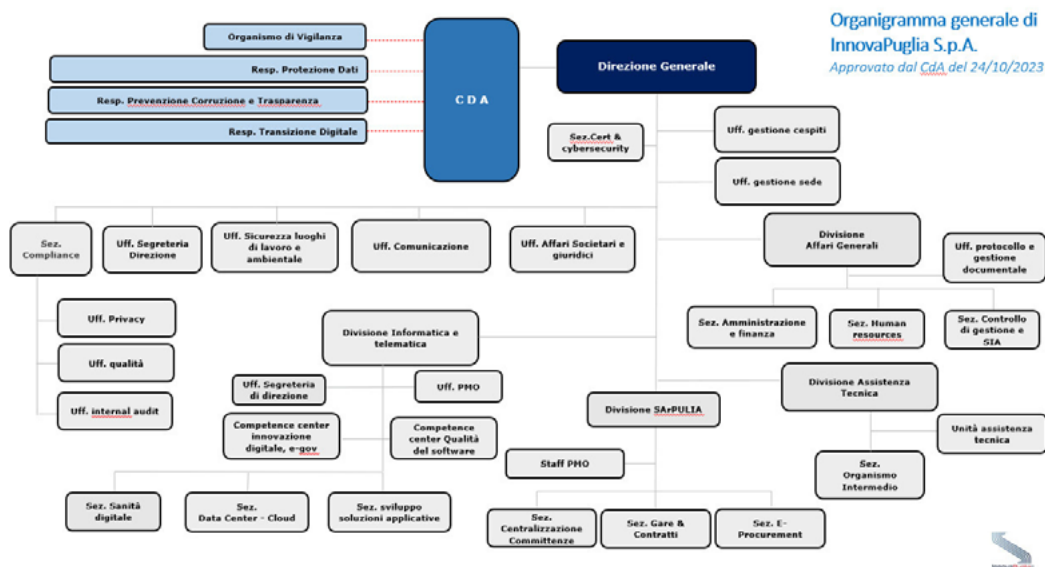 Organigramma generale di
InnovaPuglia S.p.A.
Approvato dal CdA del 24/10/2023
Organismo di Vigilanza
Resp. Protezione Dati
Resp. Prevenzione Corruzione e Trasparenza
Resp. Transizione Digitale
C D A
Direzione Generale
Sez.Cert &
cybersecurity
Uff. gestione cespiti
Uff. gestione sede
Sez.
Compliance
Uff. Segreteria
Direzione
Uff. Sicurezza luoghi
di lavoro e
ambientale
Uff. Comunicazione
Uff. Affari Societari e
giuridici
Divisione
Affari Generali
Uff. protocollo e
gestione
documentale
Uff. Privacy
Uff. qualità
Uff. internal audit
Divisione Informatica e
telematica
Sez. Amministrazione
e finanza
Sez. Human
resources
Sez. Controllo
di gestione e
SIA
Uff. Segreteria
di direzione
Uff. PMO
Competence center
innovazione
digitale, e-gov
Competence
center Qualità
del software
Divisione SArPULIA
Divisione Assistenza
Tecnica
Unità assistenza
tecnica
Staff PMO
Sez.
Organismo
Intermedio
Sez. Sanità
digitale
Sez.
Data Center - Cloud
Sez. sviluppo
soluzioni applicative
Sez.
Centralizzazione
Committenze
Sez. Gare &
Contratti
Sez. E-
Procurement